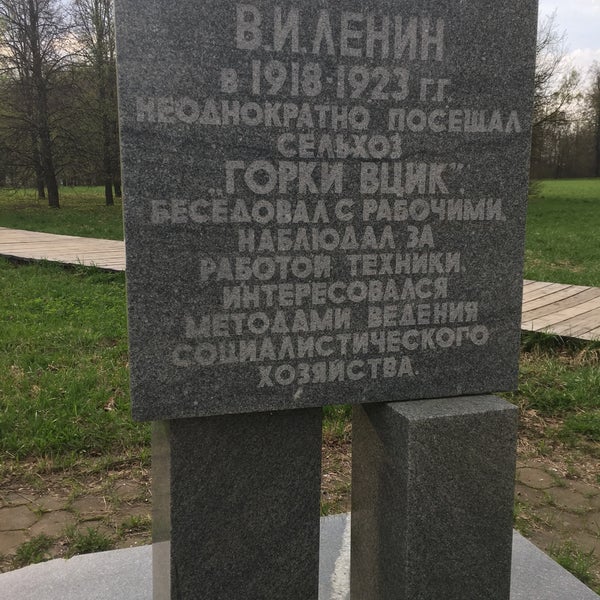 В.И.ЛЕНИН
в 1918-1923 г.г.
НЕОДНОКРАТНО ПОСЕЩАЛ
СЕЛЬХОЗ
„ГОРКИ ВЦИК".
БЕСЕДОВАЛ С РАБОЧИМИ,
НАБЛЮДАЛ ЗА
РАБОТОЙ ТЕХНИКИ,
ИНТЕРЕСОВАЛСЯ
МЕТОДАМИ ВЕДЕНИЯ
СОЦИАЛИСТИЧЕСКОГО
ХОЗЯЙСТВА.